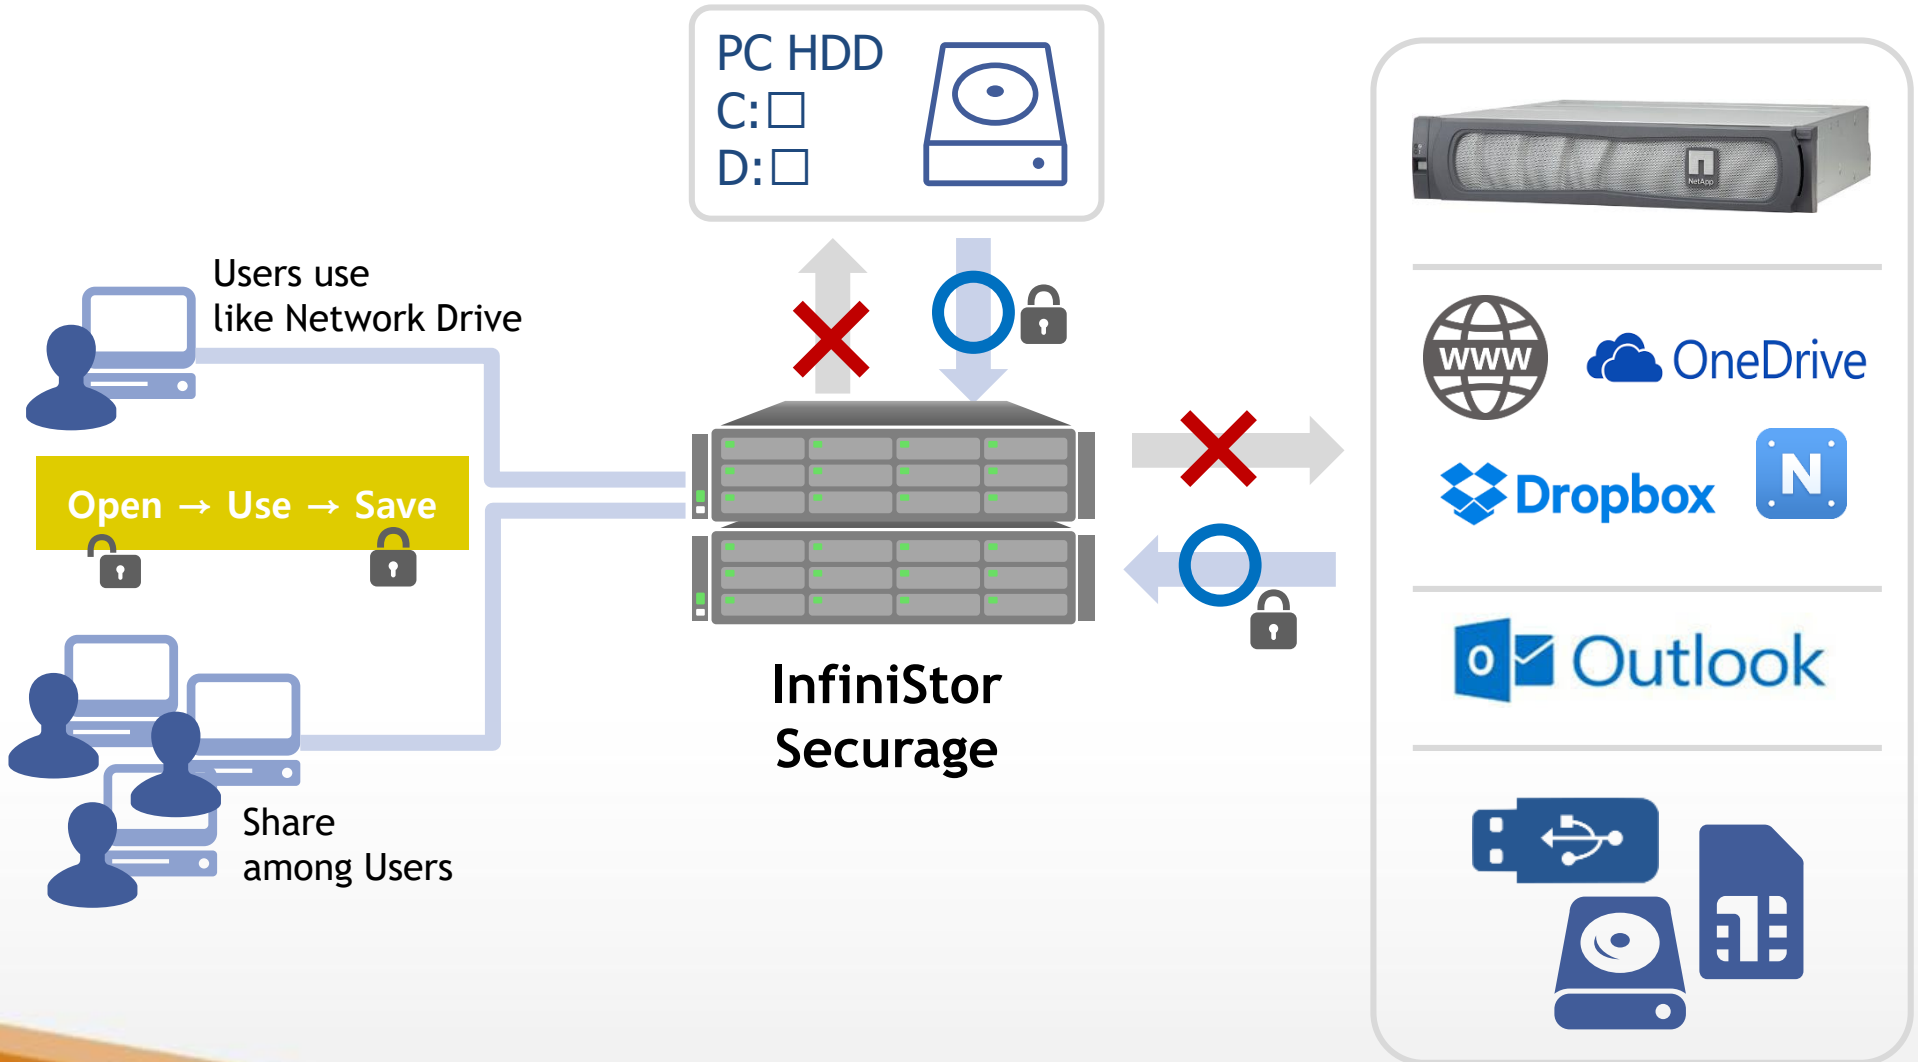 PC HDD
C:□
D:□
NetApp
Users use
like Network Drive
WWW
OneDrive
Open → Use → Save
Dropbox
N
InfiniStor
Securage
O
Outlook
Share
among Users